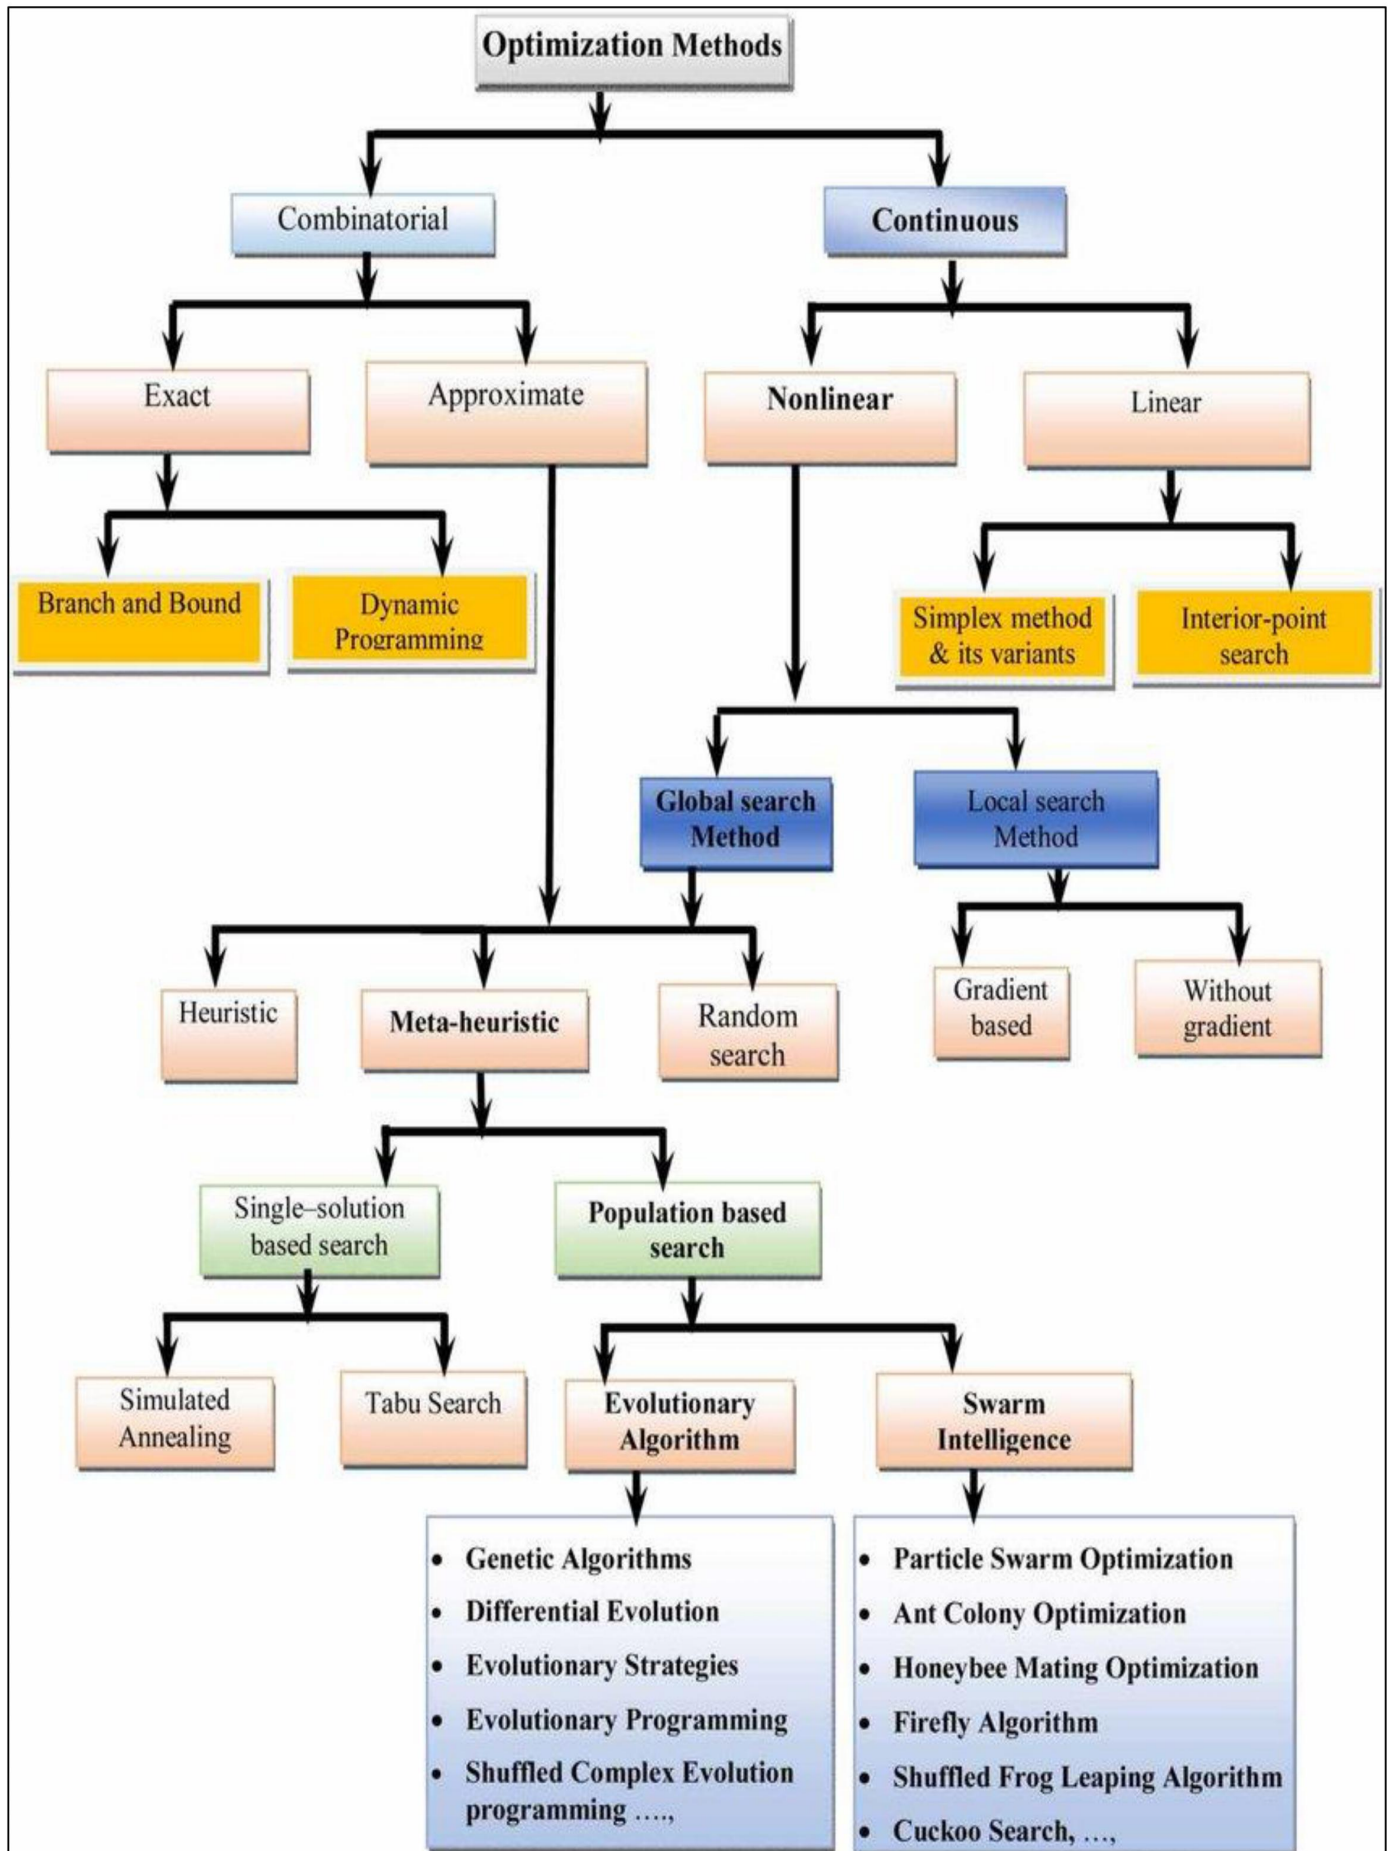 Optimization Methods
Combinatorial
Continuous
Exact
Approximate
Nonlinear
Linear
Branch and Bound
Dynamic
Programming
Simplex method
& its variants
Interior-point
search
Global search
Method
Local search
Method
Heuristic
Meta-heuristic
Random
search
Gradient
based
Without
gradient
Single–solution
based search
Population based
search
Simulated
Annealing
Tabu Search
Evolutionary
Algorithm
Swarm
Intelligence
• Genetic Algorithms
• Differential Evolution
• Evolutionary Strategies
• Evolutionary Programming
• Shuffled Complex Evolution
programming ….,
• Particle Swarm Optimization
• Ant Colony Optimization
• Honeybee Mating Optimization
• Firefly Algorithm
• Shuffled Frog Leaping Algorithm
• Cuckoo Search, …,